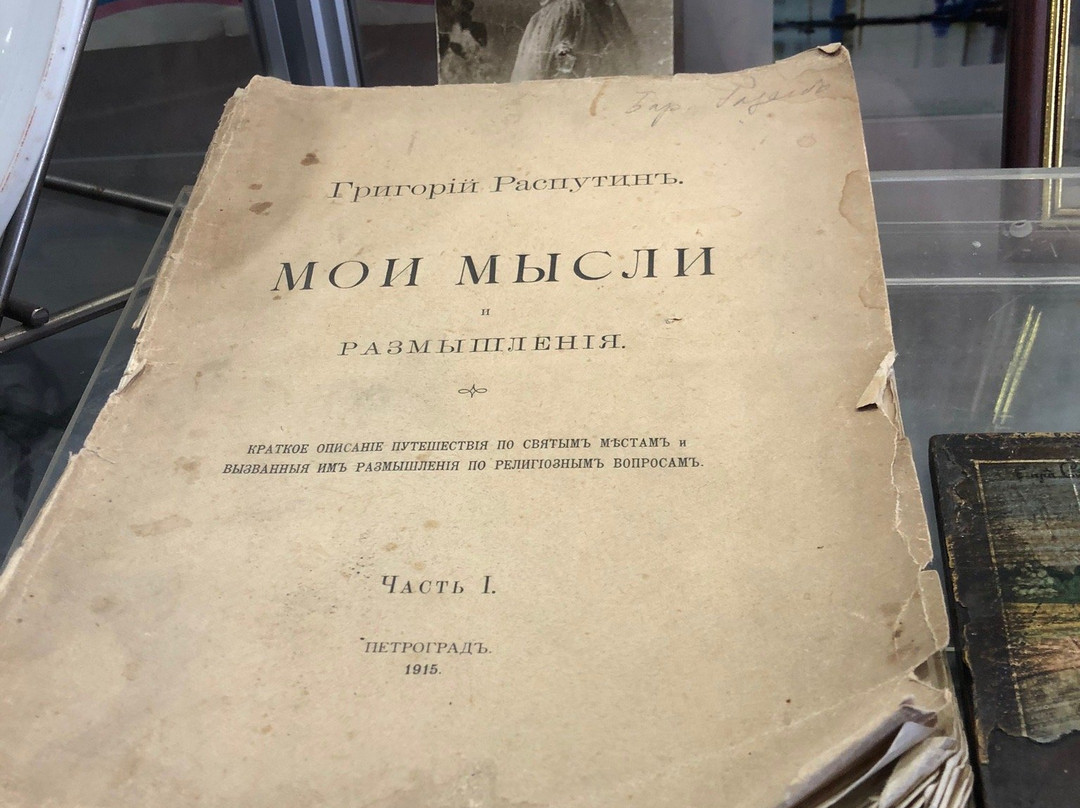 Бар.
Григорій Распутинъ.
МОИ МЫСЛИ
и
РАЗМЫШЛЕНІЯ.
КРАТКОЕ ОПИСАНІЕ ПУТЕШЕСТВІЯ ПО СВЯТЫМЪ МѢСТАМЪ и
ВЫЗВАННЫЯ ИМЪ РАЗМЫШЛЕНІЯ ПО РЕЛИГІОЗНЫМЪ ВОПРОСАМЪ.
Часть I.
ПЕТРОГРАДЪ.
1915.